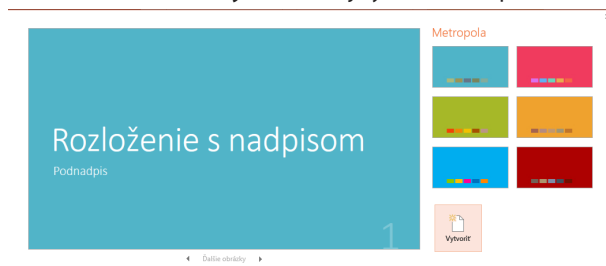 Metropola
Rozloženie s nadpisom
Podnadpis
1
Vytvoriť
Ďalšie obrázky